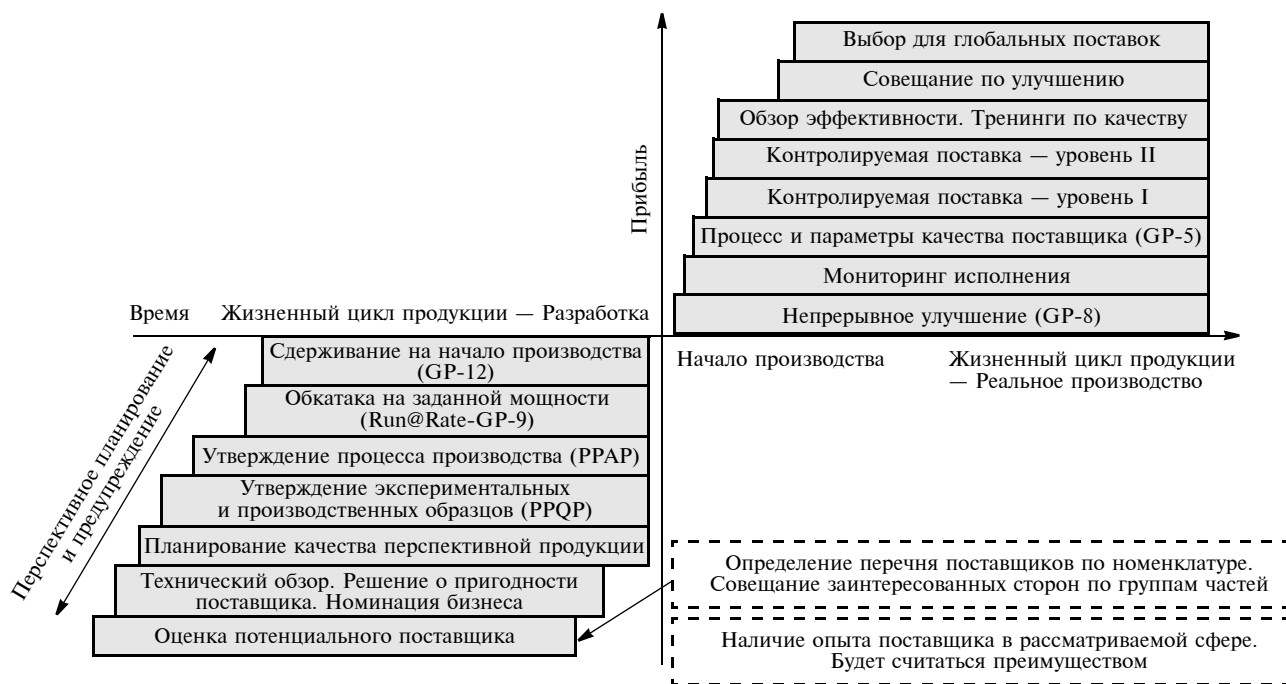 Выбор для глобальных поставок
Совещание по улучшению
Обзор эффективности. Тренинги по качеству
Контролируемая поставка — уровень II
Контролируемая поставка — уровень I
Процесс и параметры качества поставщика (GP-5)
Мониторинг исполнения
Непрерывное улучшение (GP-8)
Прибыль
Время
Жизненный цикл продукции — Разработка
Начало производства
Жизненный цикл продукции
— Реальное производство
Перспективное планирование
и предупреждение
Сдерживание на начало производства
(GP-12)
Обкатака на заданной мощности
(Run@Rate-GP-9)
Утверждение процесса производства (PPAP)
Утверждение экспериментальных
и производственных образцов (PPQP)
Планирование качества перспективной продукции
Технический обзор. Решение о пригодности
поставщика. Номинация бизнеса
Оценка потенциального поставщика
Определение перечня поставщиков по номенклатуре.
Совещание заинтересованных сторон по группам частей
Наличие опыта поставщика в рассматриваемой сфере.
Будет считаться преимуществом